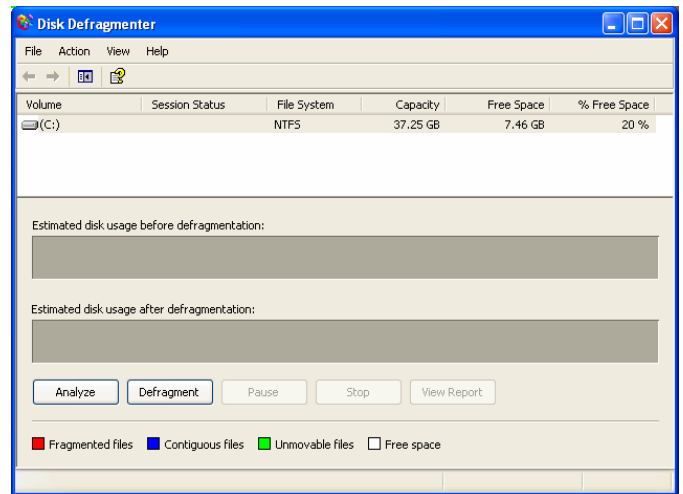 Disk Defragmenter
File Action View Help
Volume Session Status File System Capacity Free Space % Free Space
(C:) NTFS 37.25 GB 7.46 GB 20 %
Estimated disk usage before defragmentation:
Estimated disk usage after defragmentation:
Analyze Defragment Pause Stop View Report
Fragmented files Contiguous files Unmovable files Free space